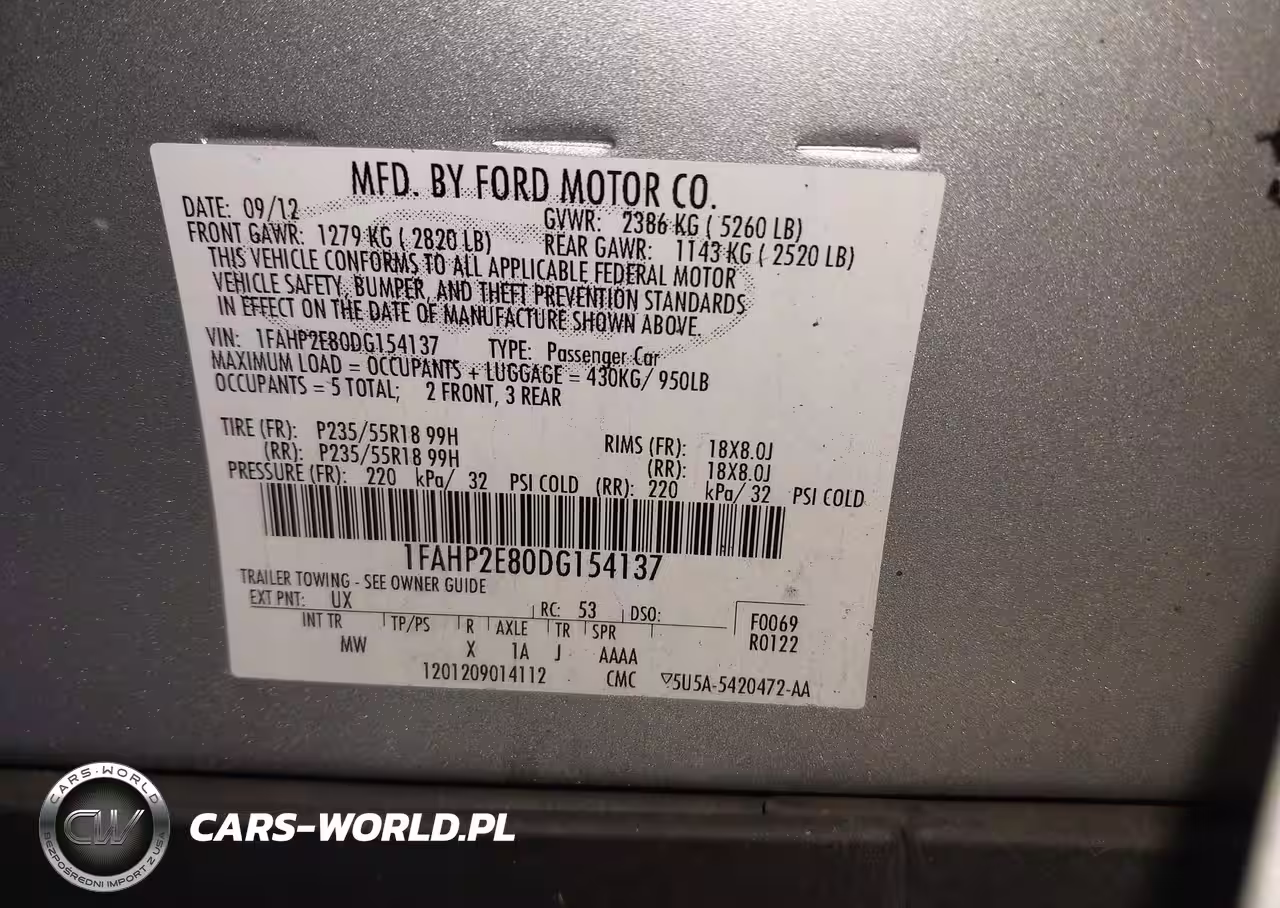 MFD. BY FORD MOTOR CO.
DATE: 09/12 GVWR: 2386 KG ( 5260 LB)
FRONT GAWR: 1279 KG ( 2820 LB) REAR GAWR: 1143 KG ( 2520 LB)
THIS VEHICLE CONFORMS TO ALL APPLICABLE FEDERAL MOTOR
VEHICLE SAFETY, BUMPER, AND THEFT PREVENTION STANDARDS
IN EFFECT ON THE DATE OF MANUFACTURE SHOWN ABOVE.
VIN: 1FAHP2E80DG154137 TYPE: Passenger Car
MAXIMUM LOAD = OCCUPANTS + LUGGAGE = 430KG/ 950LB
OCCUPANTS = 5 TOTAL; 2 FRONT, 3 REAR
TIRE (FR): P235/55R18 99H RIMS (FR): 18X8.0J
(RR): P235/55R18 99H (RR): 18X8.0J
PRESSURE (FR): 220 kPa/ 32 PSI COLD (RR): 220 kPa/ 32 PSI COLD
1FAHP2E80DG154137
TRAILER TOWING - SEE OWNER GUIDE
EXT PNT: UX RC: 53 DSO:
INT TR TP/PS R AXLE TR SPR F0069
MW X 1A J AAAA R0122
1201209014112 CMC 5U5A-5420472-AA
CARS-WORLD
CW
BEZPOŚREDNI IMPORT Z USA
CARS-WORLD.PL